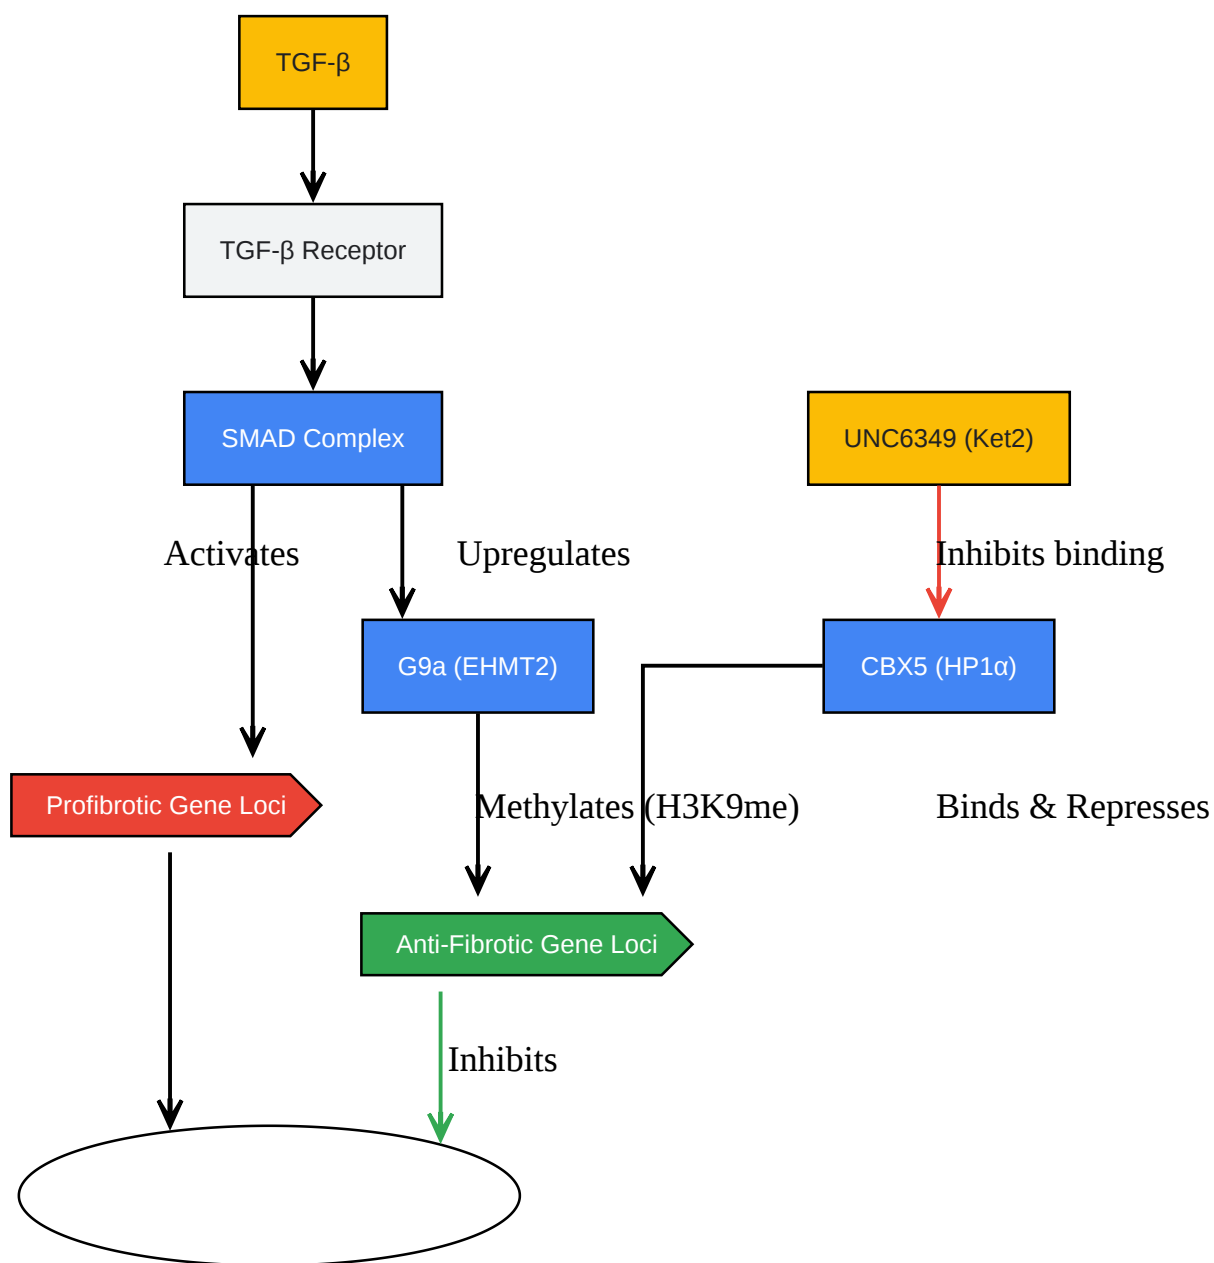 TGF-β
TGF-β Receptor
SMAD Complex
UNC6349 (Ket2)
Activates
Upregulates
Inhibits binding
G9a (EHMT2)
CBX5 (HP1α)
Profibrotic Gene Loci
Methylates (H3K9me)
Binds & Represses
Anti-Fibrotic Gene Loci
Inhibits